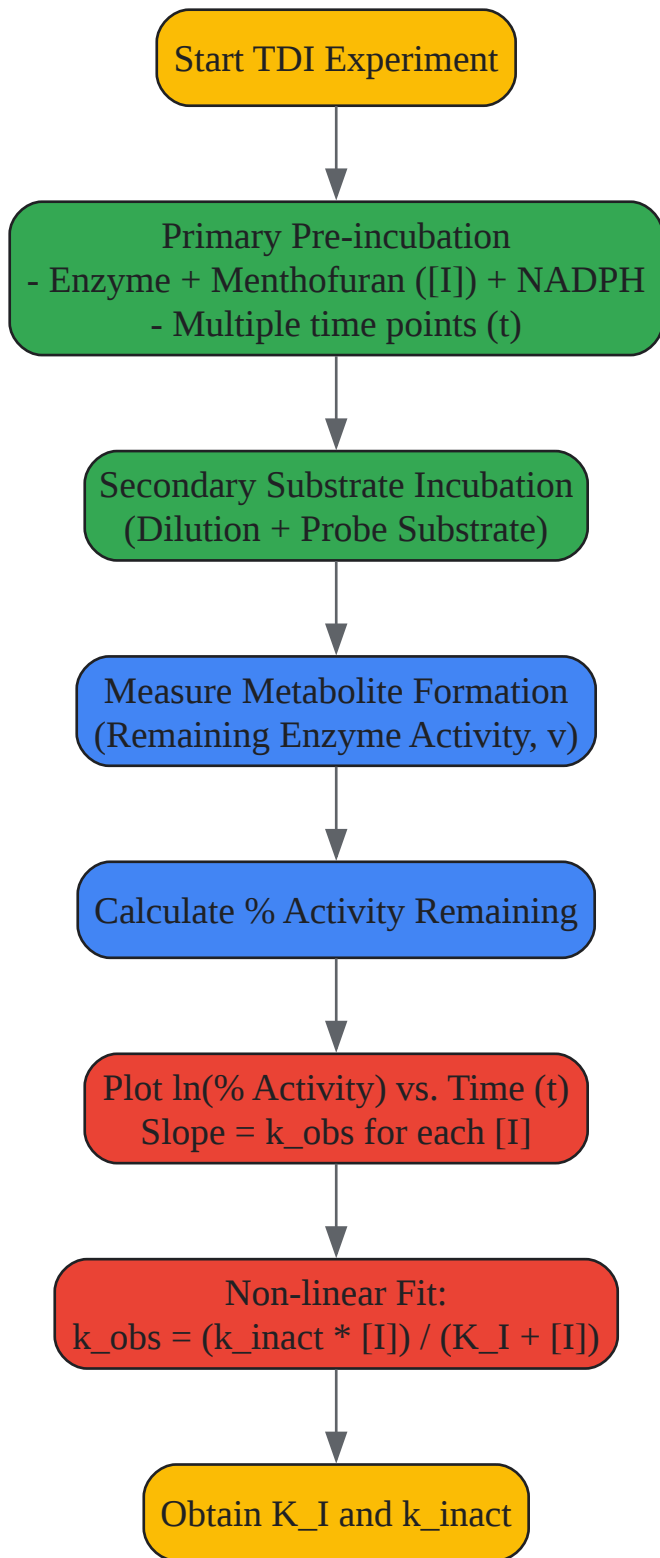 Start TDI Experiment
Primary Pre-incubation
- Enzyme + Menthofuran ([I]) + NADPH
- Multiple time points (t)
Secondary Substrate Incubation
(Dilution + Probe Substrate)
Measure Metabolite Formation
(Remaining Enzyme Activity, v)
Calculate % Activity Remaining
Plot ln(% Activity) vs. Time (t)
Slope = k_obs for each [I]
Non-linear Fit:
k_obs = (k_inact * [I]) / (K_I + [I])
Obtain K_I and k_inact